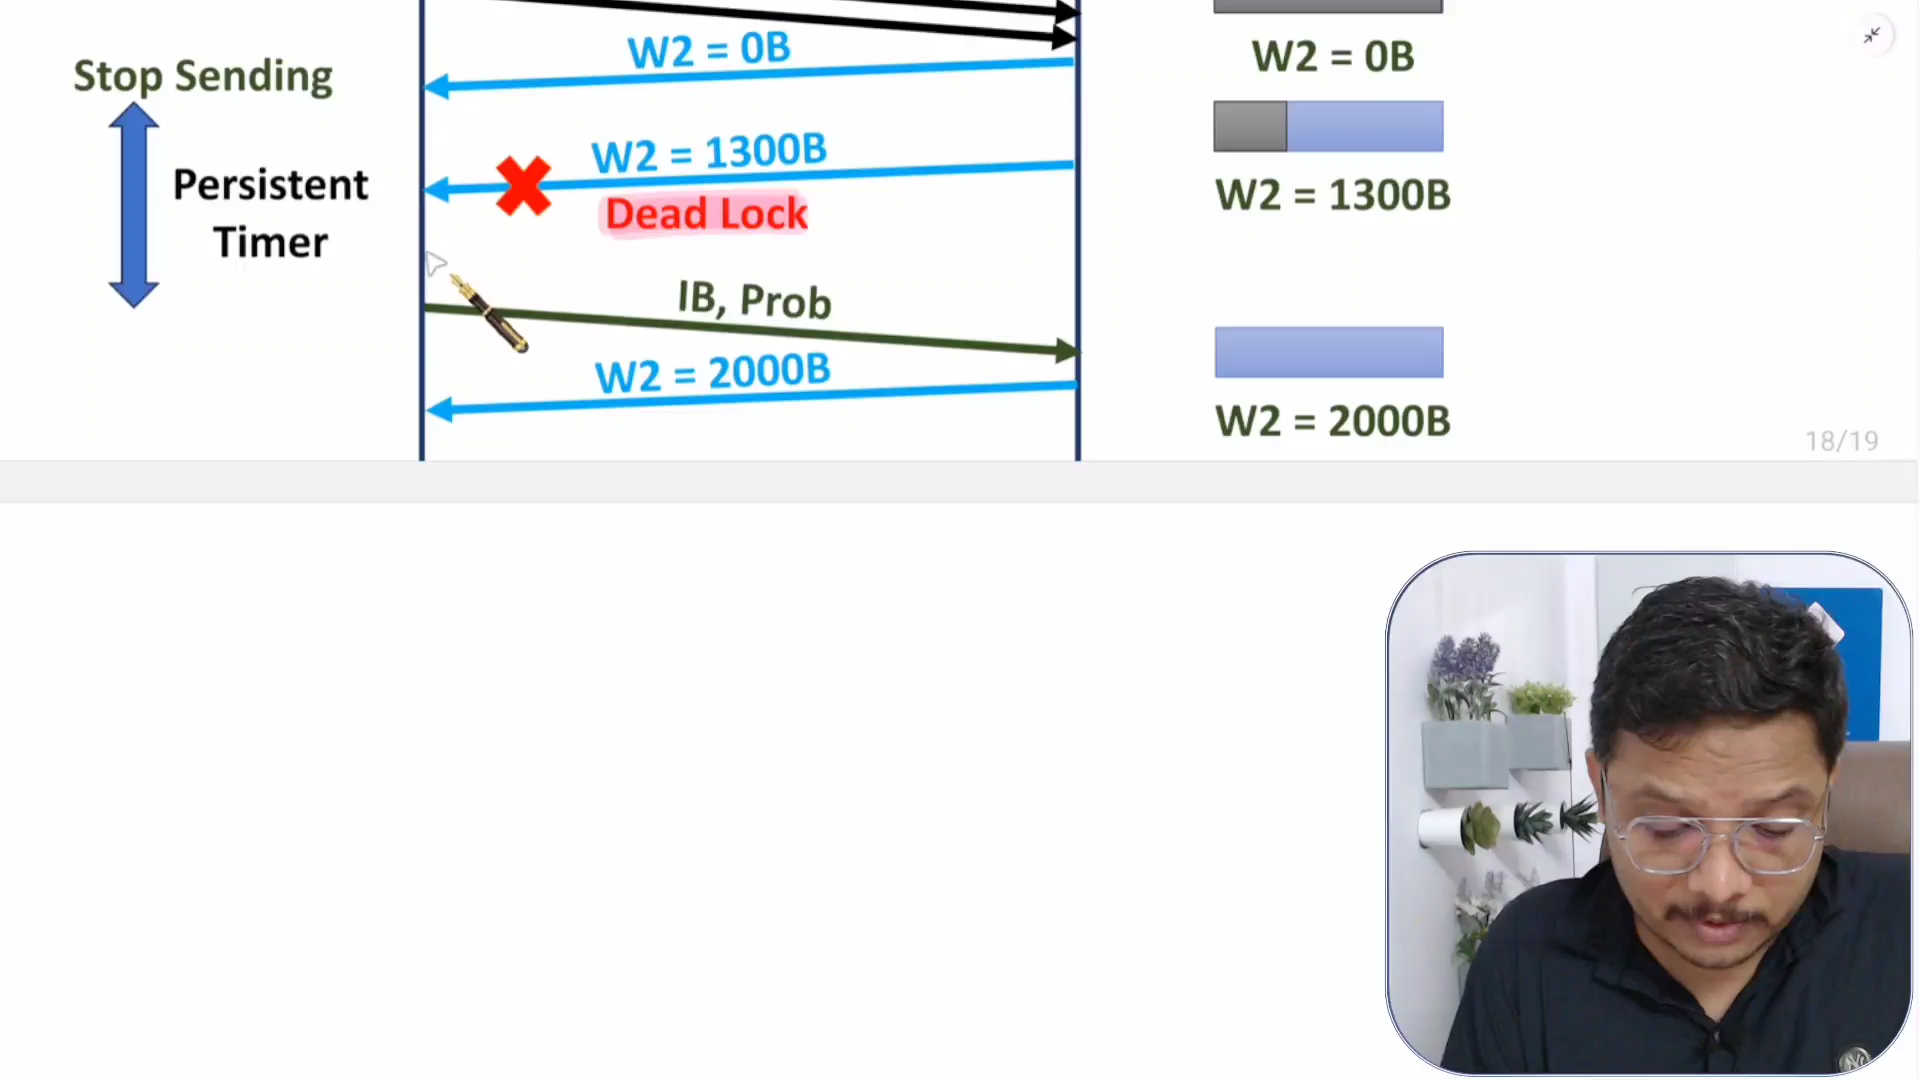 W2 = 0B
W2 = 0B
Stop Sending
W2 = 1300B
Persistent
Timer
Dead Lock
W2 = 1300B
IB, Prob
W2 = 2000B
W2 = 2000B
18/19